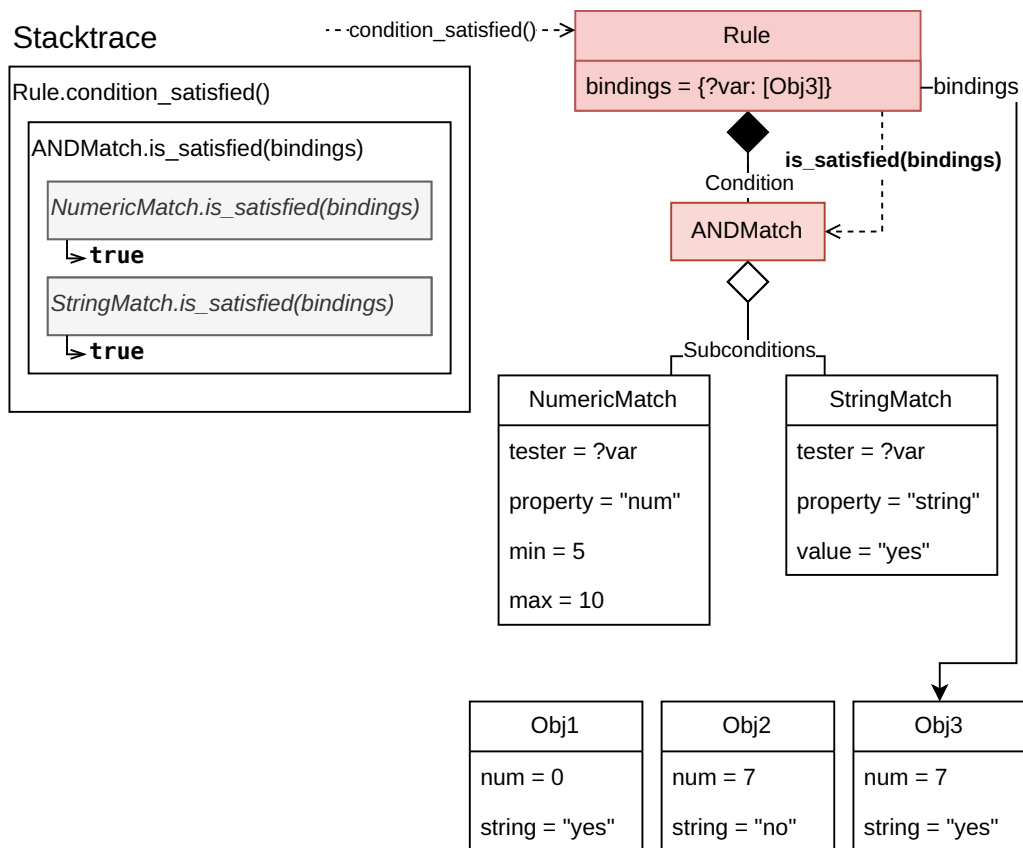 Stacktrace
Rule.condition_satisfied()
ANDMatch.is_satisfied(bindings)
NumericMatch.is_satisfied(bindings)
true
StringMatch.is_satisfied(bindings)
true
condition_satisfied()
Rule
bindings = {?var: [Obj3]}
bindings
is_satisfied(bindings)
Condition
ANDMatch
Subconditions
NumericMatch
tester = ?var
property = "num"
min = 5
max = 10
StringMatch
tester = ?var
property = "string"
value = "yes"
Obj1
num = 0
string = "yes"
Obj2
num = 7
string = "no"
Obj3
num = 7
string = "yes"